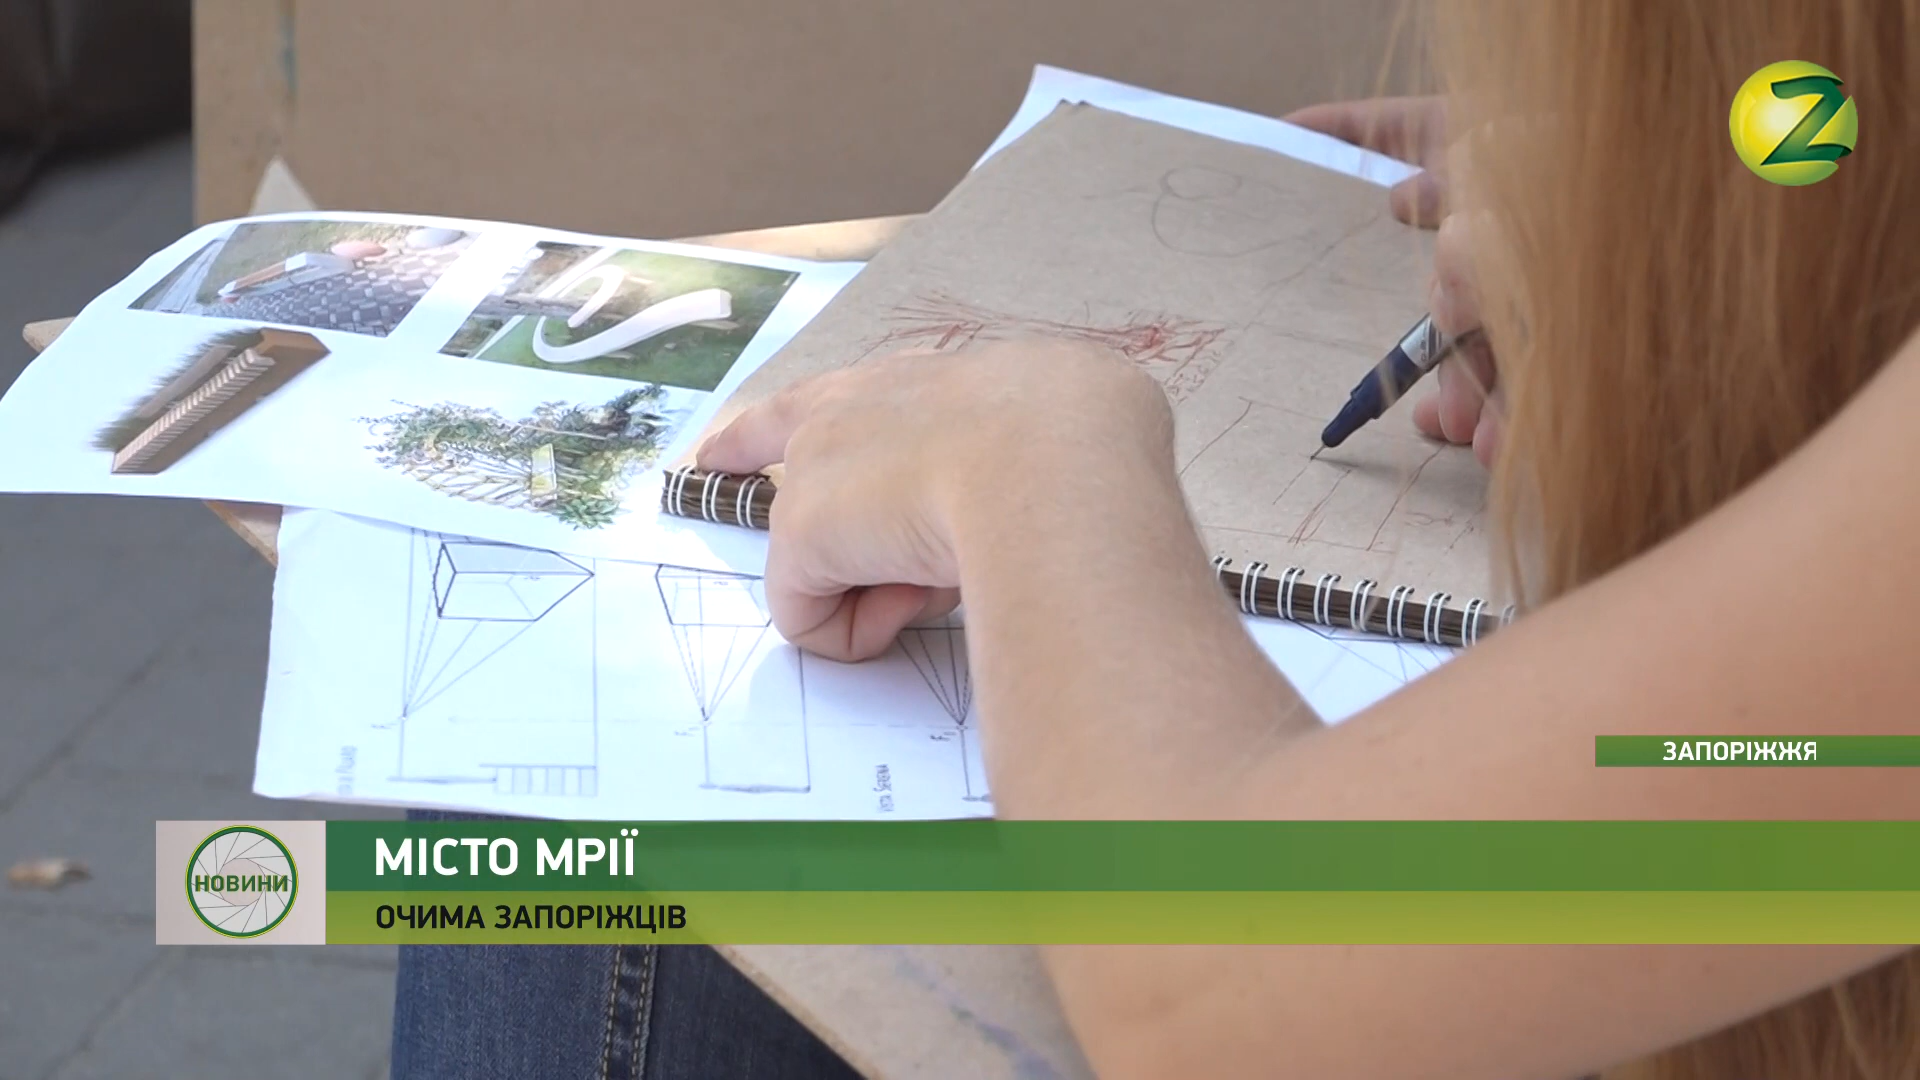 Z
ЗАПОРІЖЖЯ
НОВИНИ
МІСТО МРІЇ
ОЧИМА ЗАПОРІЖЦІВ